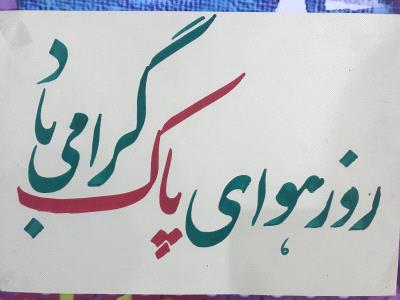 روز هوای پاک
گرامی باد